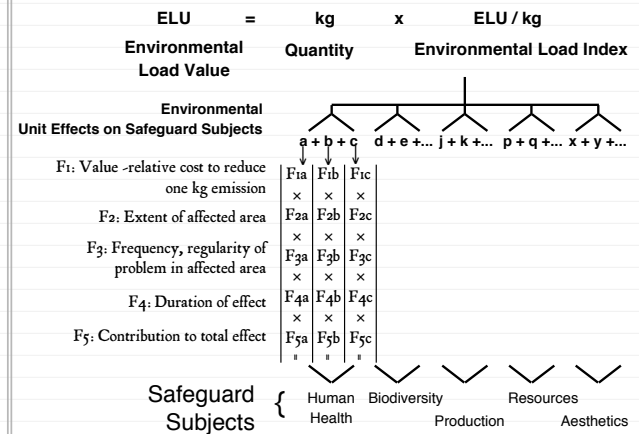 ELU = kg x ELU / kg
Environmental Load Value Quantity Environmental Load Index
Environmental
Unit Effects on Safeguard Subjects
a + b + c d + e +... j + k +... p + q... x + y +...
F1: Value -relative cost to reduce
one kg emission
F1a F1b F1c
× × ×
F2: Extent of affected area
F2a F2b F2c
× × ×
F3: Frequency, regularity of
problem in affected area
F3a F3b F3c
× × ×
F4: Duration of effect
F4a F4b F4c
× × ×
F5: Contribution to total effect
F5a F5b F5c
= = =
Safeguard
Subjects
{
Human
Health
Biodiversity
Production
Resources
Aesthetics